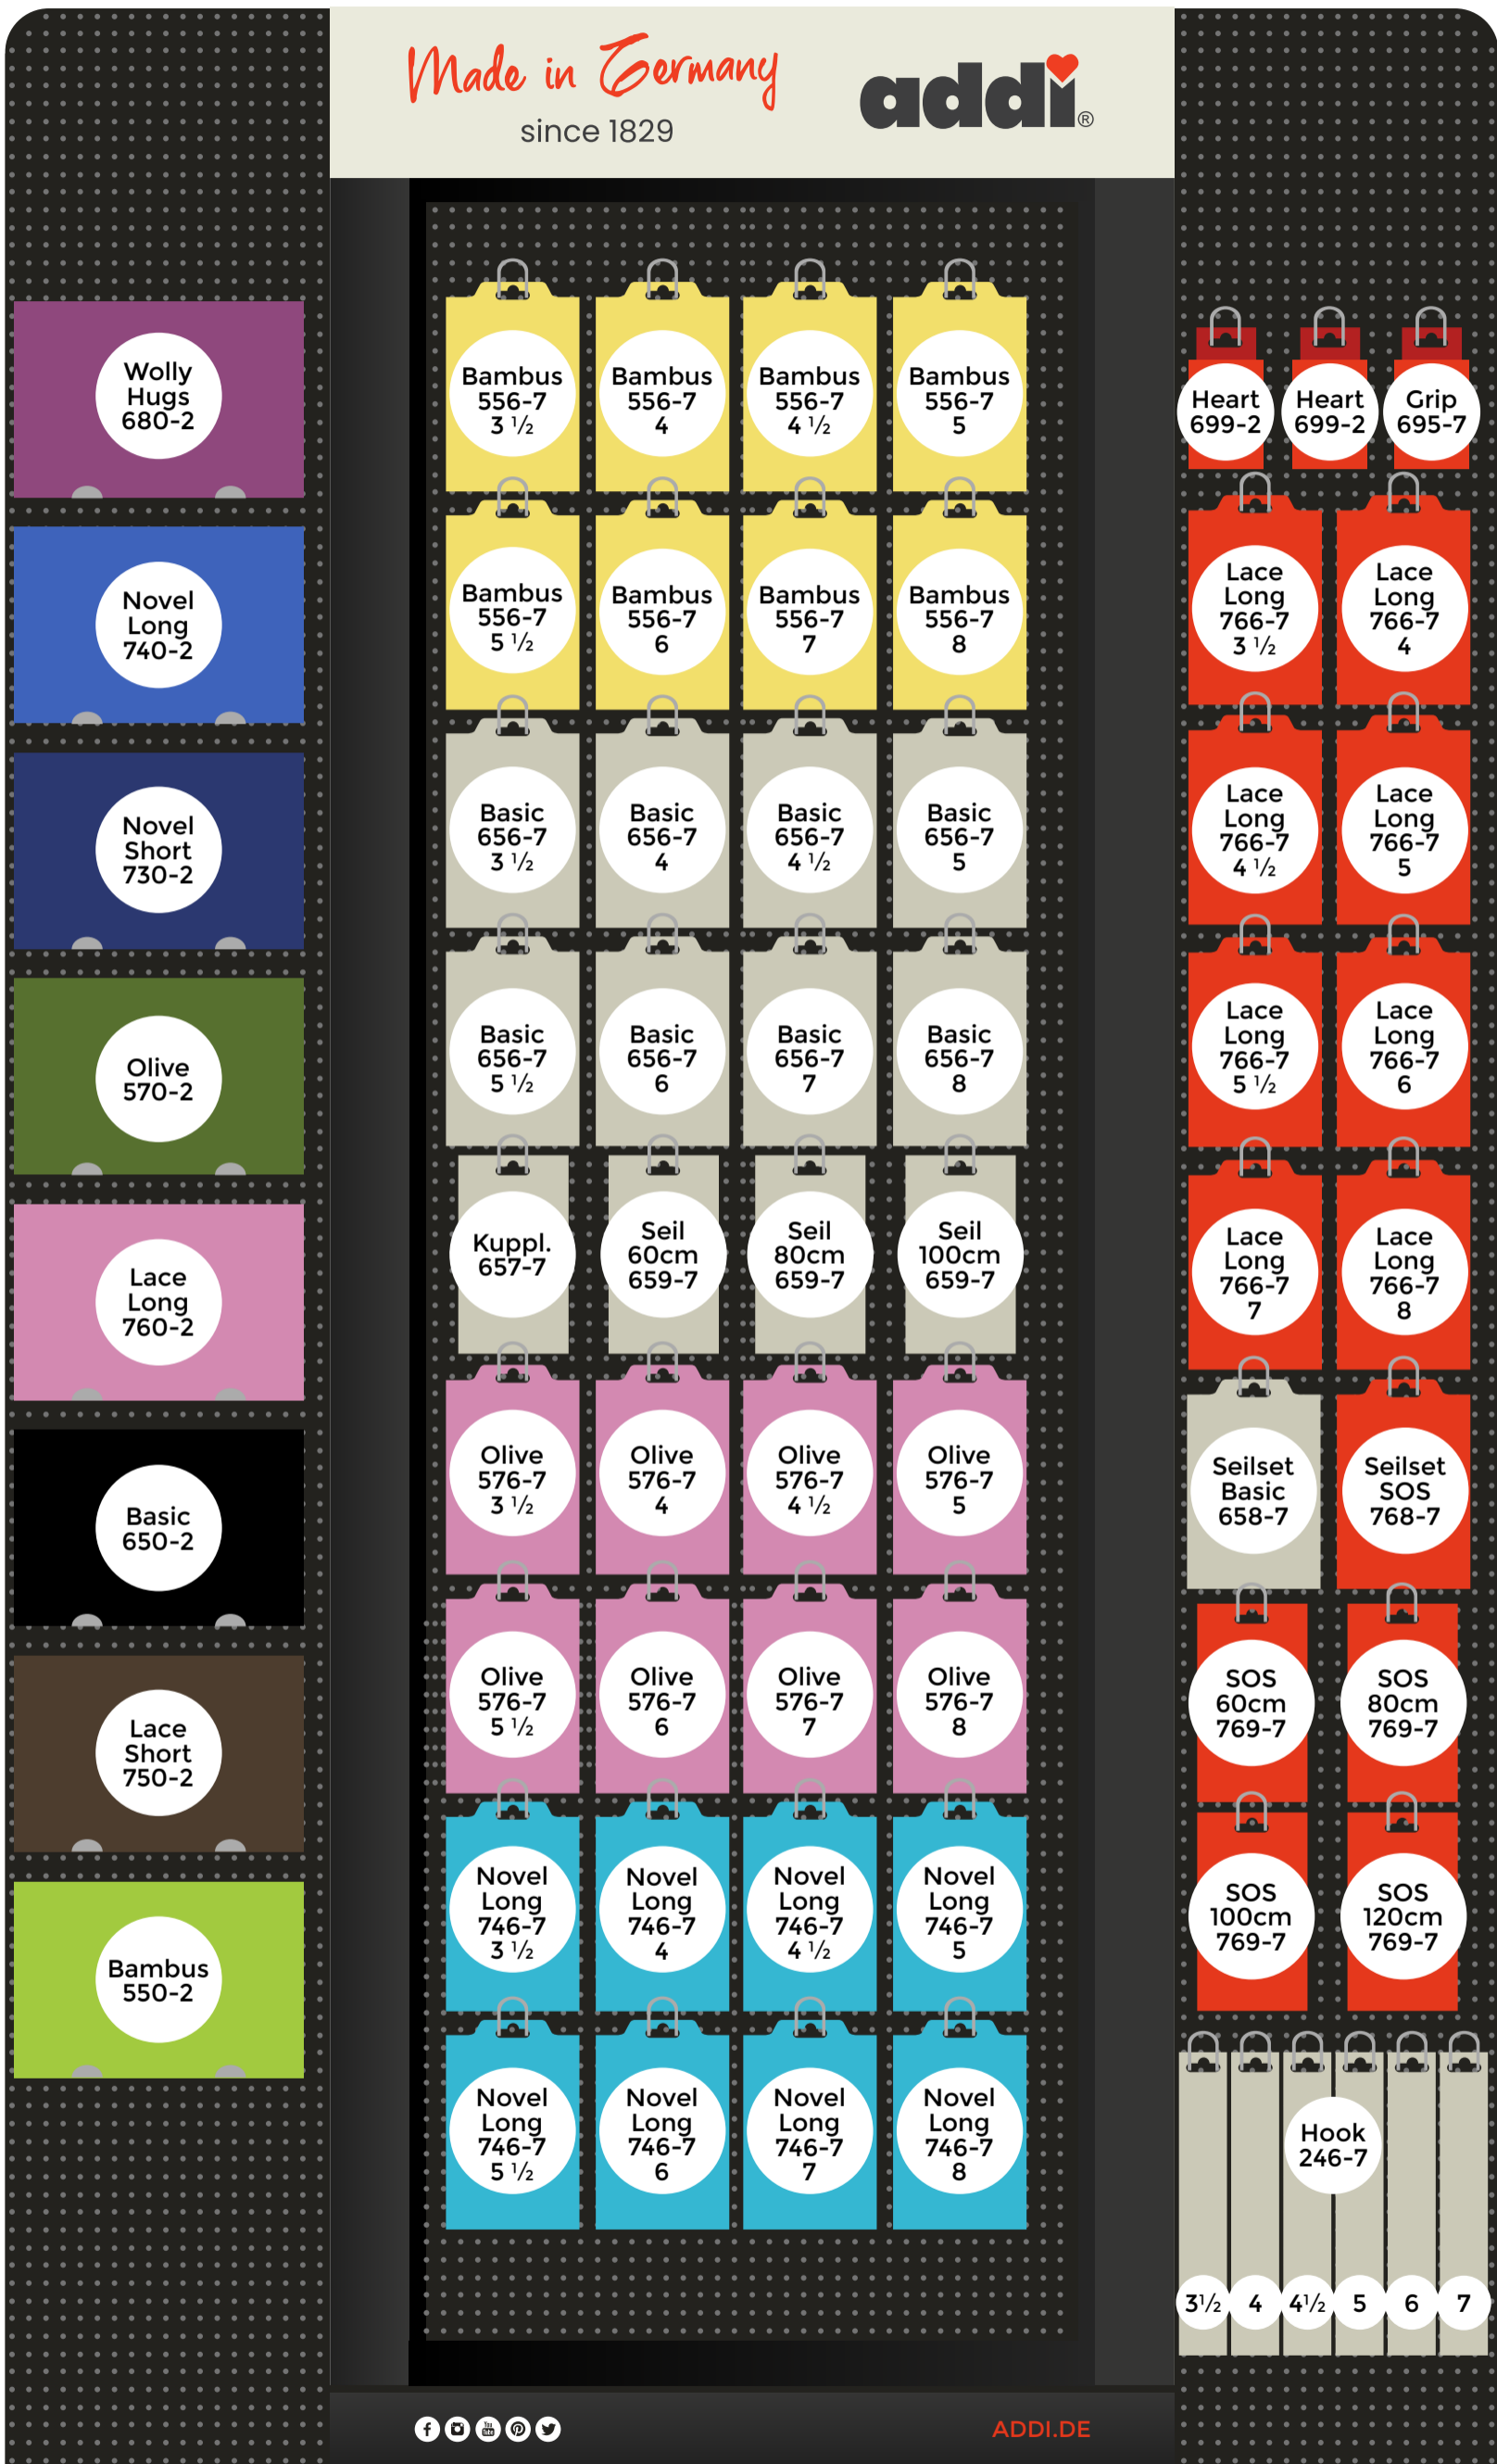 Made in Germany
since 1829
addi®
Wolly
Hugs
680-2
Novel
Long
740-2
Novel
Short
730-2
Olive
570-2
Lace
Long
760-2
Basic
650-2
Lace
Short
750-2
Bambus
550-2
Bambus
556-7
3 ½
Bambus
556-7
4
Bambus
556-7
4 ½
Bambus
556-7
5
Bambus
556-7
5 ½
Bambus
556-7
6
Bambus
556-7
7
Bambus
556-7
8
Basic
656-7
3 ½
Basic
656-7
4
Basic
656-7
4 ½
Basic
656-7
5
Basic
656-7
5 ½
Basic
656-7
6
Basic
656-7
7
Basic
656-7
8
Kuppl.
657-7
Seil
60cm
659-7
Seil
80cm
659-7
Seil
100cm
659-7
Olive
576-7
3 ½
Olive
576-7
4
Olive
576-7
4 ½
Olive
576-7
5
Olive
576-7
5 ½
Olive
576-7
6
Olive
576-7
7
Olive
576-7
8
Novel
Long
746-7
3 ½
Novel
Long
746-7
4
Novel
Long
746-7
4 ½
Novel
Long
746-7
5
Novel
Long
746-7
5 ½
Novel
Long
746-7
6
Novel
Long
746-7
7
Novel
Long
746-7
8
Heart
699-2
Heart
699-2
Grip
695-7
Lace
Long
766-7
3 ½
Lace
Long
766-7
4
Lace
Long
766-7
4 ½
Lace
Long
766-7
5
Lace
Long
766-7
5 ½
Lace
Long
766-7
6
Lace
Long
766-7
7
Lace
Long
766-7
8
Seilset
Basic
658-7
Seilset
SOS
768-7
SOS
60cm
769-7
SOS
80cm
769-7
SOS
100cm
769-7
SOS
120cm
769-7
Hook
246-7
3½ 4 4½ 5 6 7
ADDI.DE